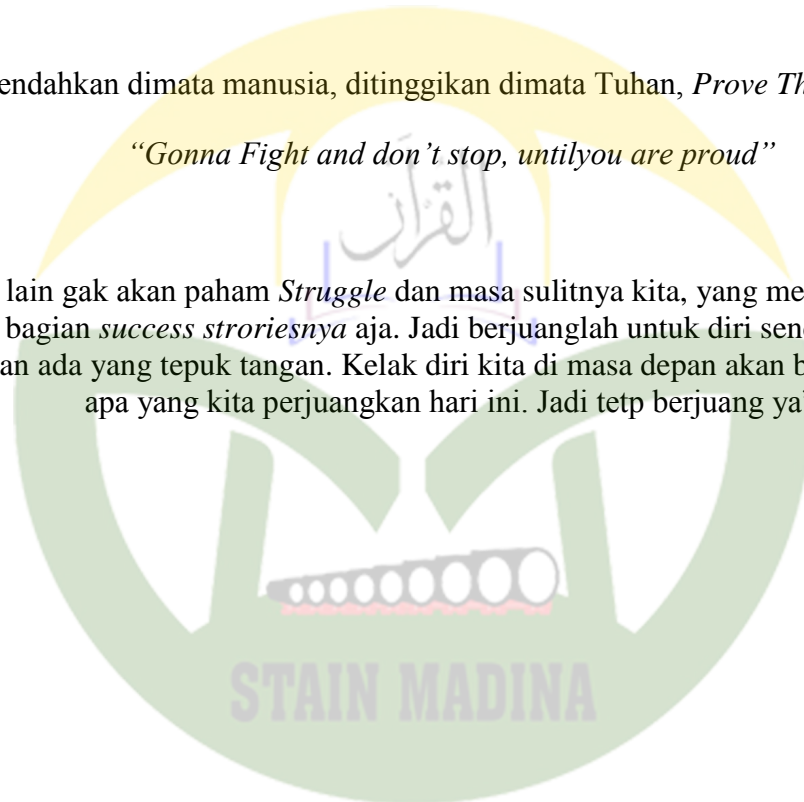 endahkan dimata manusia, ditinggikan dimata Tuhan, Prove Th
“Gonna Fight and don’t stop, untilyou are proud”
القرآن
lain gak akan paham Struggle dan masa sulitnya kita, yang me
bagian success stroriesnya aja. Jadi berjuanglah untuk diri senc
an ada yang tepuk tangan. Kelak diri kita di masa depan akan b
apa yang kita perjuangkan hari ini. Jadi tetp berjuang ya
STAIN MADINA